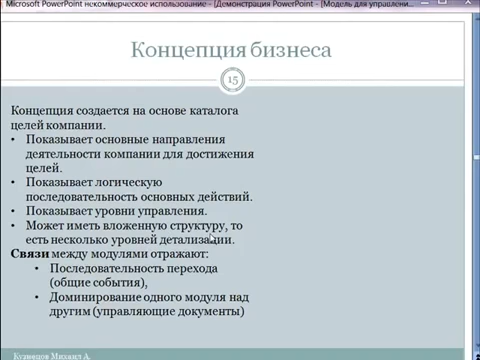 Microsoft PowerPoint некоммерческое использование - [Демонстрация PowerPoint - [Модель для управлени...
Концепция бизнеса
15
Концепция создается на основе каталога
целей компании.
• Показывает основные направления
деятельности компании для достижения
целей.
• Показывает логическую
последовательность основных действий.
• Показывает уровни управления.
• Может иметь вложенную структуру, то
есть несколько уровней детализации.
Связи между модулями отражают:
• Последовательность перехода
(общие события),
• Доминирование одного модуля над
другим (управляющие документы)
Кузнецов Михаил А.